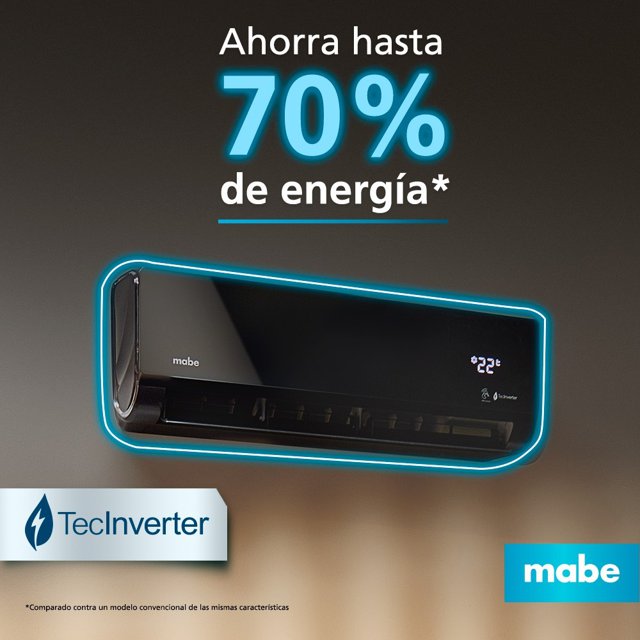 Ahorra hasta
70%
de energía*
mabe
22
TecInverter
TecInverter
mabe
*Comparado contra un modelo convencional de las mismas características